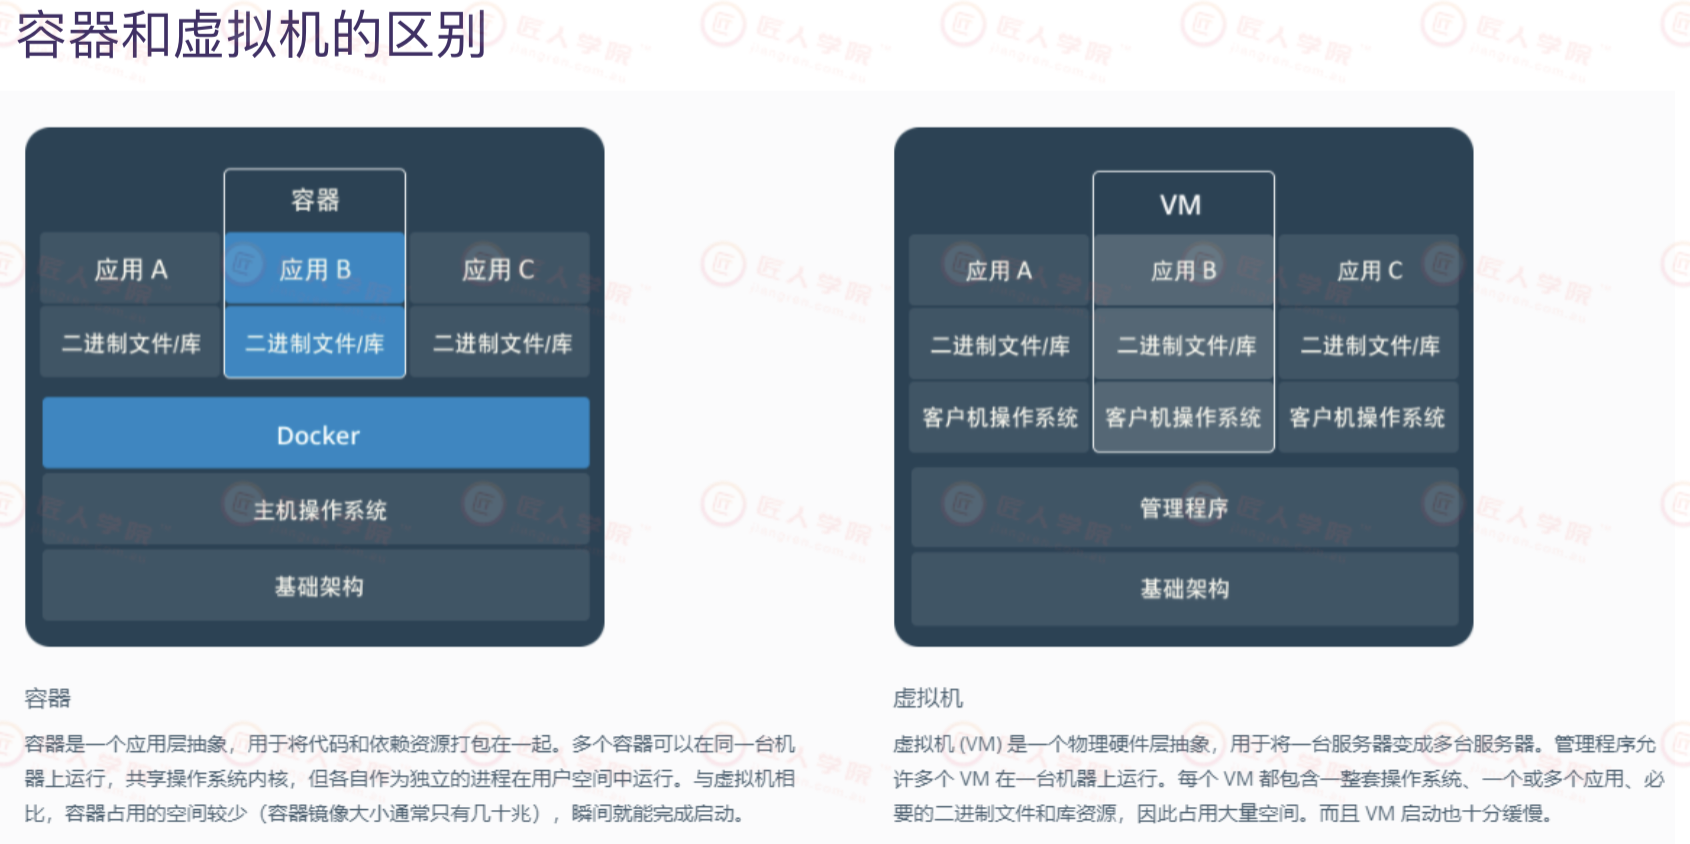 容器和虚拟机的区别
容器
应用 A
应用 B
应用 C
二进制文件/库
二进制文件/库
二进制文件/库
Docker
主机操作系统
基础架构
VM
应用 A
应用 B
应用 C
二进制文件/库
二进制文件/库
二进制文件/库
客户机操作系统
客户机操作系统
客户机操作系统
管理程序
基础架构
容器
容器是一个应用层抽象，用于将代码和依赖资源打包在一起。多个容器可以在同一台机
器上运行，共享操作系统内核，但各自作为独立的进程在用户空间中运行。与虚拟机相
比，容器占用的空间较少（容器镜像大小通常只有几十兆），瞬间就能完成启动。
虚拟机
虚拟机 (VM) 是一个物理硬件层抽象，用于将一台服务器变成多台服务器。管理程序允
许多个 VM 在一台机器上运行。每个 VM 都包含一整套操作系统、一个或多个应用、必
要的二进制文件和库资源，因此占用大量空间。而且 VM 启动也十分缓慢。
匠人学院